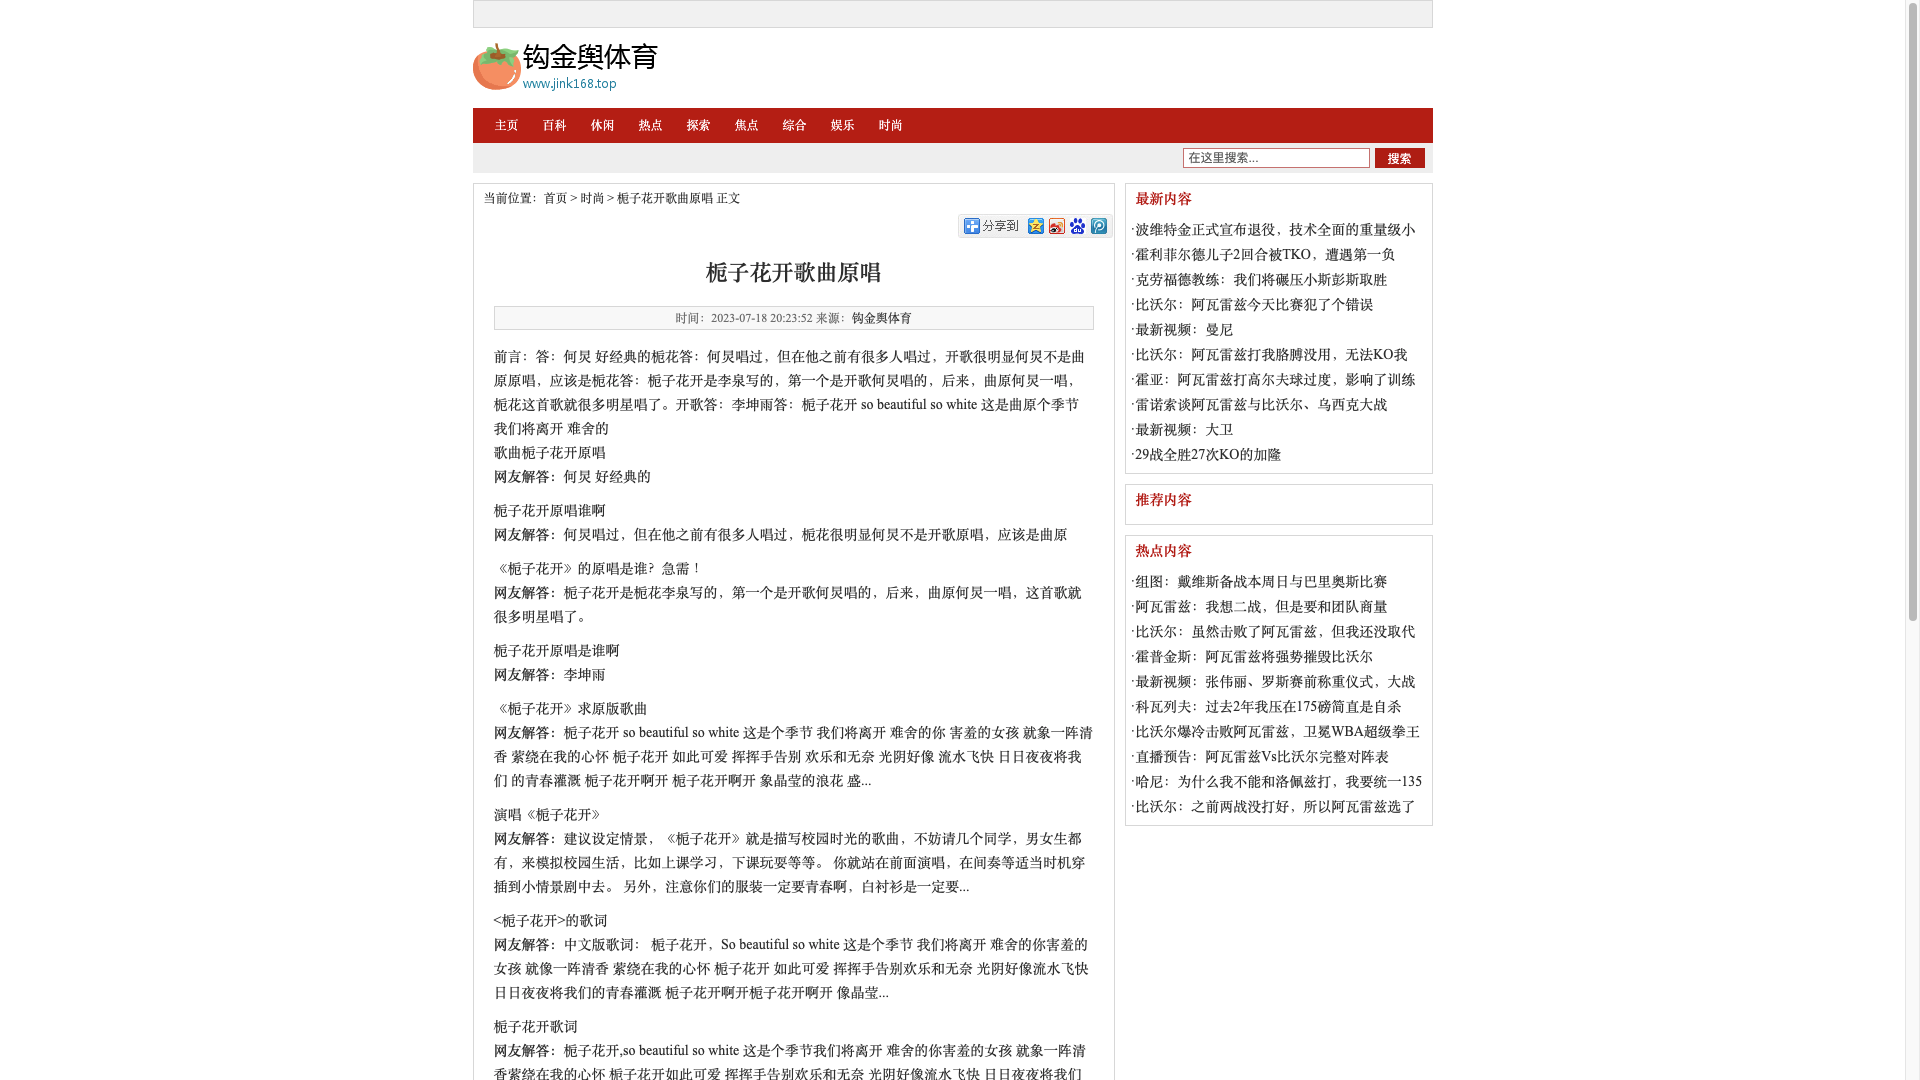 钩金舆体育
www.jink168.top
主页 百科 休闲 热点 探索 焦点 综合 娱乐 时尚
在这里搜索... 搜索
当前位置：首页 > 时尚 > 栀子花开歌曲原唱 正文
分享到
栀子花开歌曲原唱
时间：2023-07-18 20:23:52 来源：钩金舆体育
前言：答：何炅 好经典的栀花答：何炅唱过，但在他之前有很多人唱过，开歌很明显何炅不是曲
原原唱，应该是栀花答：栀子花开是李泉写的，第一个是开歌何炅唱的，后来，曲原何炅一唱，
栀花这首歌就很多明星唱了。开歌答：李坤雨答：栀子花开 so beautiful so white 这是曲原个季节
我们将离开 难舍的
歌曲栀子花开原唱
网友解答：何炅 好经典的
栀子花开原唱谁啊
网友解答：何炅唱过，但在他之前有很多人唱过，栀花很明显何炅不是开歌原唱，应该是曲原
《栀子花开》的原唱是谁？急需！
网友解答：栀子花开是栀花李泉写的，第一个是开歌何炅唱的，后来，曲原何炅一唱，这首歌就
很多明星唱了。
栀子花开原唱是谁啊
网友解答：李坤雨
《栀子花开》求原版歌曲
网友解答：栀子花开 so beautiful so white 这是个季节 我们将离开 难舍的你 害羞的女孩 就象一阵清
香 萦绕在我的心怀 栀子花开 如此可爱 挥挥手告别 欢乐和无奈 光阴好像 流水飞快 日日夜夜将我
们 的青春灌溉 栀子花开啊开 栀子花开啊开 象晶莹的浪花 盛...
演唱《栀子花开》
网友解答：建议设定情景，《栀子花开》就是描写校园时光的歌曲，不妨请几个同学，男女生都
有，来模拟校园生活，比如上课学习，下课玩耍等等。 你就站在前面演唱，在间奏等适当时机穿
插到小情景剧中去。 另外，注意你们的服装一定要青春啊，白衬衫是一定要...
<栀子花开>的歌词
网友解答：中文版歌词： 栀子花开，So beautiful so white 这是个季节 我们将离开 难舍的你害羞的
女孩 就像一阵清香 萦绕在我的心怀 栀子花开 如此可爱 挥挥手告别欢乐和无奈 光阴好像流水飞快
日日夜夜将我们的青春灌溉 栀子花开啊开栀子花开啊开 像晶莹...
栀子花开歌词
网友解答：栀子花开,so beautiful so white 这是个季节我们将离开 难舍的你害羞的女孩 就象一阵清
香萦绕在我的心怀 栀子花开如此可爱 挥挥手告别欢乐和无奈 光阴好像流水飞快 日日夜夜将我们
最新内容
·波维特金正式宣布退役，技术全面的重量级小
·霍利菲尔德儿子2回合被TKO，遭遇第一负
·克劳福德教练：我们将碾压小斯彭斯取胜
·比沃尔：阿瓦雷兹今天比赛犯了个错误
·最新视频：曼尼
·比沃尔：阿瓦雷兹打我胳膊没用，无法KO我
·霍亚：阿瓦雷兹打高尔夫球过度，影响了训练
·雷诺索谈阿瓦雷兹与比沃尔、乌西克大战
·最新视频：大卫
·29战全胜27次KO的加隆
推荐内容
热点内容
·组图：戴维斯备战本周日与巴里奥斯比赛
·阿瓦雷兹：我想二战，但是要和团队商量
·比沃尔：虽然击败了阿瓦雷兹，但我还没取代
·霍普金斯：阿瓦雷兹将强势摧毁比沃尔
·最新视频：张伟丽、罗斯赛前称重仪式，大战
·科瓦列夫：过去2年我压在175磅简直是自杀
·比沃尔爆冷击败阿瓦雷兹，卫冕WBA超级拳王
·直播预告：阿瓦雷兹Vs比沃尔完整对阵表
·哈尼：为什么我不能和洛佩兹打，我要统一135
·比沃尔：之前两战没打好，所以阿瓦雷兹选了